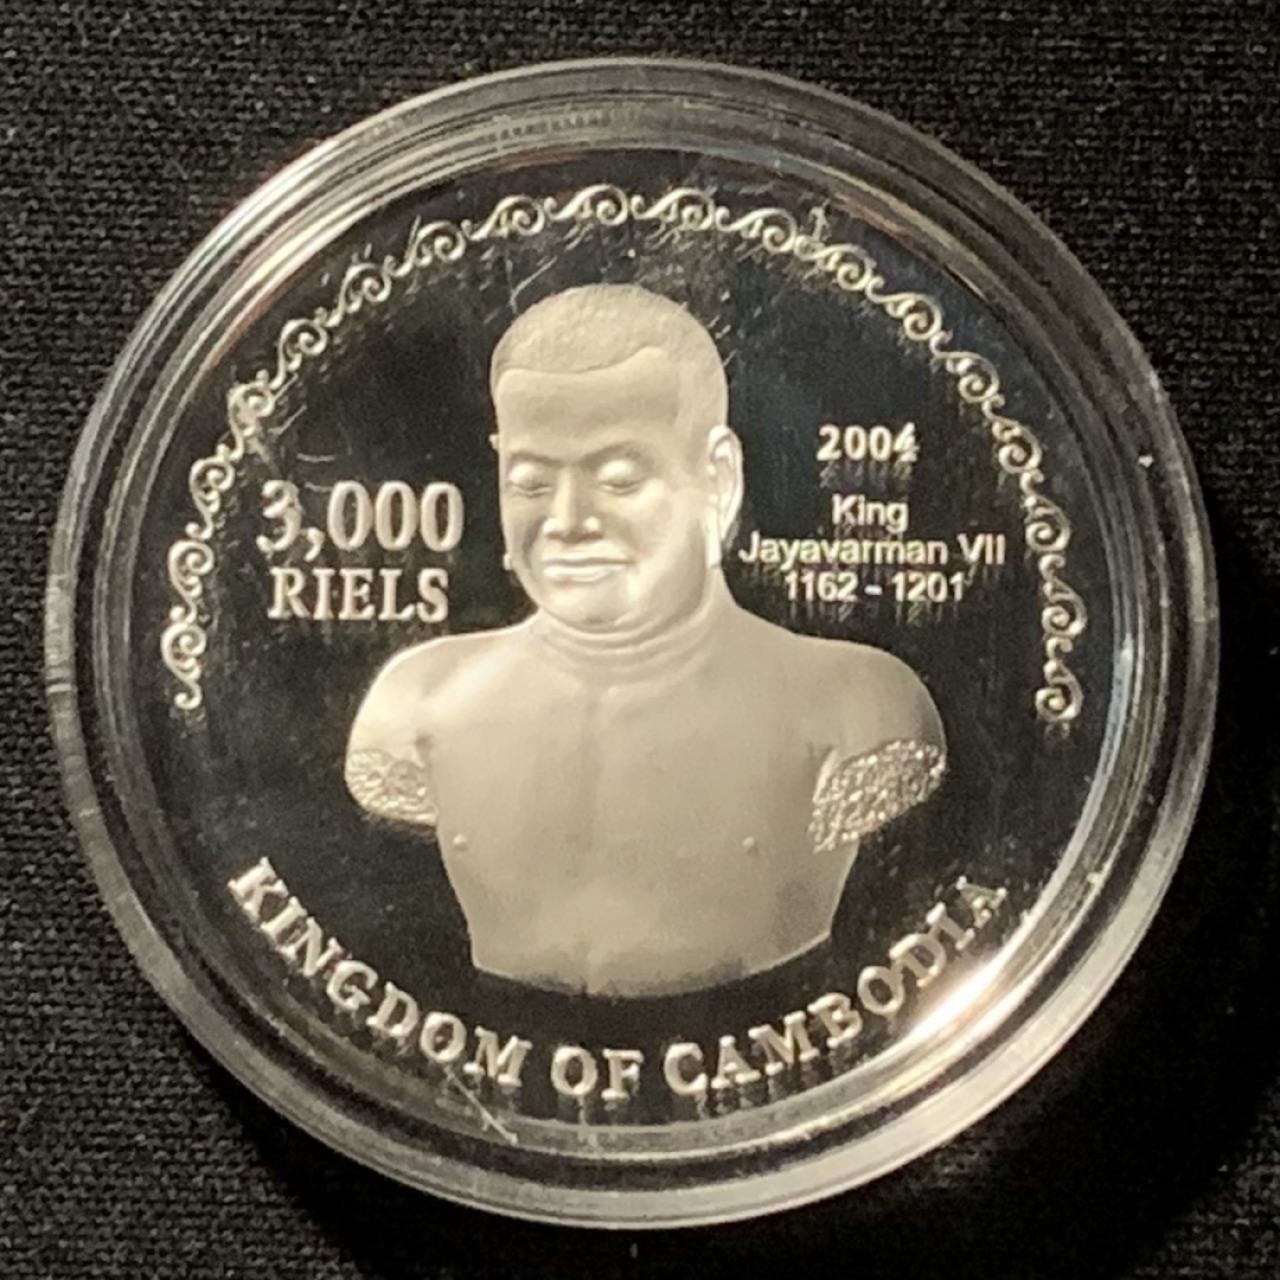 3,000
RIELS
2004
King
Jayavarman VII
1162 - 1201
KINGDOM OF CAMBODIA